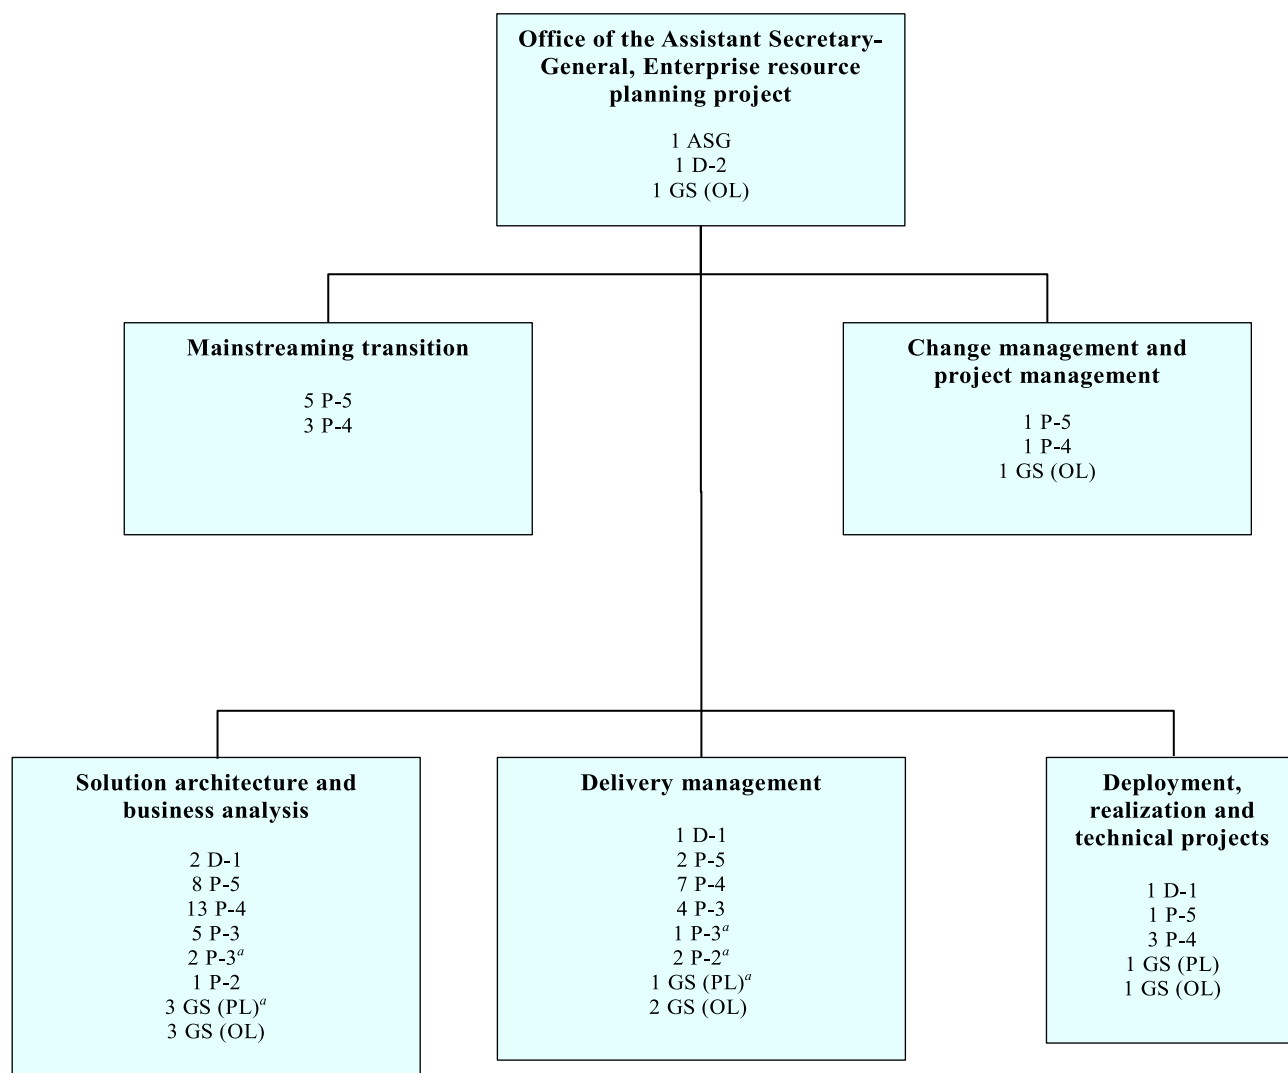 Office of the Assistant Secretary-
General, Enterprise resource
planning project
1 ASG
1 D-2
1 GS (OL)
Mainstreaming transition
5 P-5
3 P-4
Change management and
project management
1 P-5
1 P-4
1 GS (OL)
Solution architecture and
business analysis
2 D-1
8 P-5
13 P-4
5 P-3
2 P-3ᵃ
1 P-2
3 GS (PL)ᵃ
3 GS (OL)
Delivery management
1 D-1
2 P-5
7 P-4
4 P-3
1 P-3ᵃ
2 P-2ᵃ
1 GS (PL)ᵃ
2 GS (OL)
Deployment,
realization and
technical projects
1 D-1
1 P-5
3 P-4
1 GS (PL)
1 GS (OL)